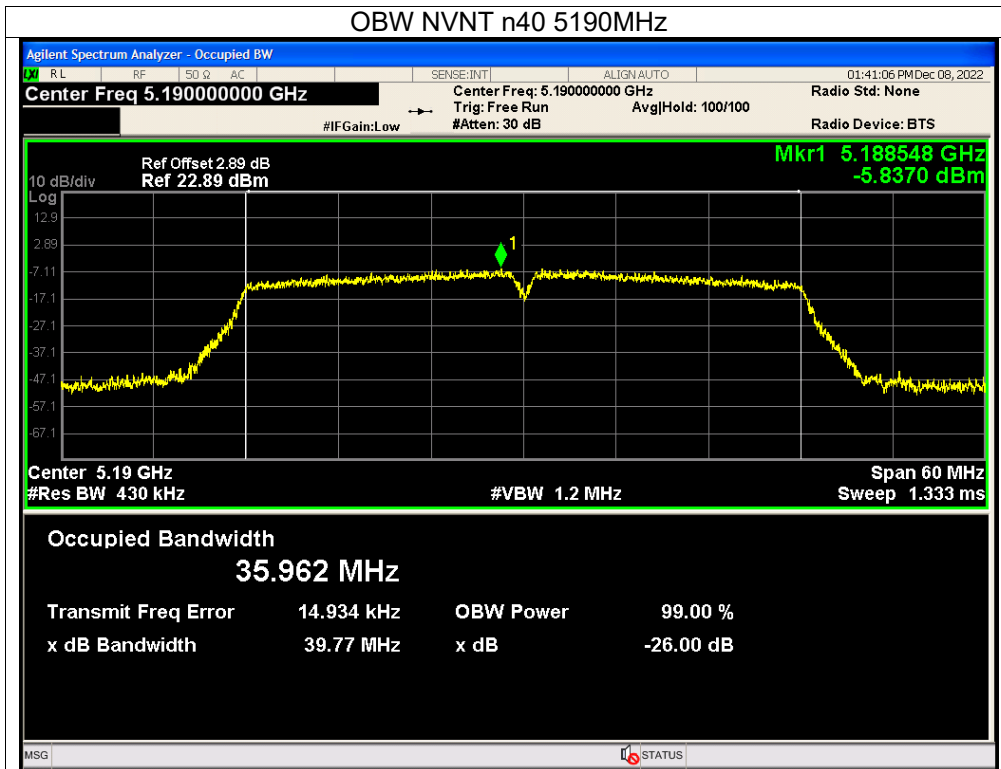 OBW NVNT n40 5190MHz
Agilent Spectrum Analyzer - Occupied BW
LXI RL RF 50 Ω AC SENSE:INT ALIGN AUTO 01:41:06 PM Dec 08, 2022
Center Freq 5.190000000 GHz Center Freq: 5.190000000 GHz Radio Std: None
Trig: Free Run Avg|Hold: 100/100
#IFGain:Low #Atten: 30 dB Radio Device: BTS
Mkr1 5.188548 GHz
Ref Offset 2.89 dB
10 dB/div Ref 22.89 dBm -5.8370 dBm
Log
12.9
2.89
1
-7.11
-17.1
-27.1
-37.1
-47.1
-57.1
-67.1
Center 5.19 GHz Span 60 MHz
#Res BW 430 kHz #VBW 1.2 MHz Sweep 1.333 ms
Occupied Bandwidth
35.962 MHz
Transmit Freq Error 14.934 kHz OBW Power 99.00 %
x dB Bandwidth 39.77 MHz x dB -26.00 dB
MSG STATUS